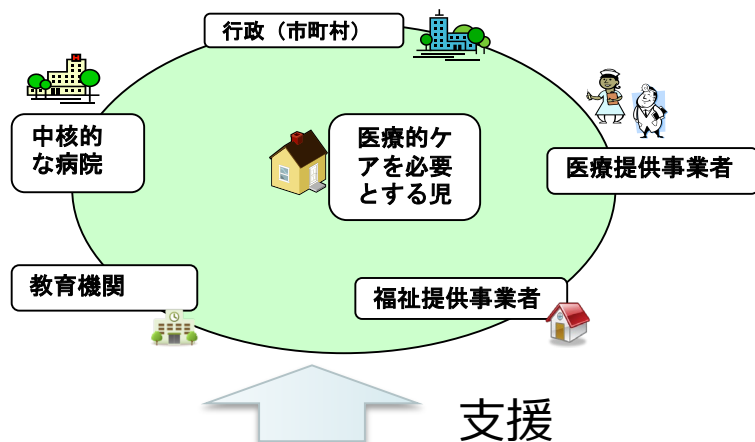 行政（市町村）
中核的
な病院
医療的ケ
アを必要
とする児
医療提供事業者
教育機関
福祉提供事業者
支援